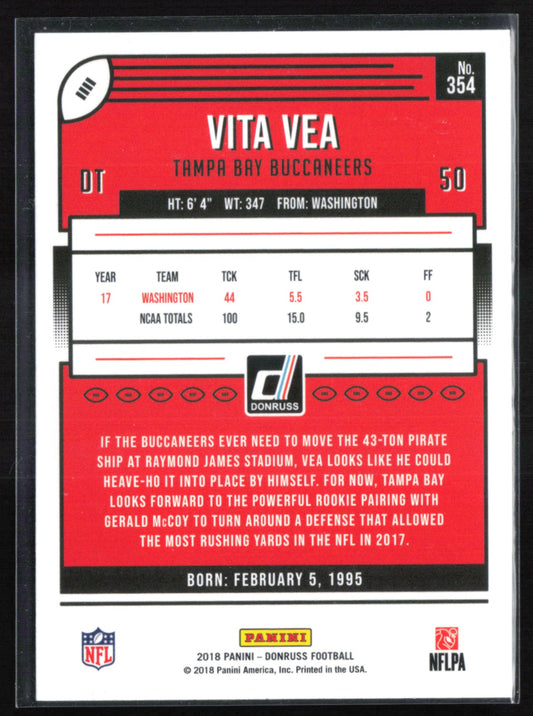 No.
354
VITA VEA
TAMPA BAY BUCCANEERS
DT
50
HT: 6' 4" WT: 347 FROM: WASHINGTON
YEAR TEAM TCK TFL SCK FF
17 WASHINGTON 44 5.5 3.5 0
NCAA TOTALS 100 15.0 9.5 2
d
DONRUSS
IF THE BUCCANEERS EVER NEED TO MOVE THE 43-TON PIRATE
SHIP AT RAYMOND JAMES STADIUM, VEA LOOKS LIKE HE COULD
HEAVE-HO IT INTO PLACE BY HIMSELF. FOR NOW, TAMPA BAY
LOOKS FORWARD TO THE POWERFUL ROOKIE PAIRING WITH
GERALD McCOY TO TURN AROUND A DEFENSE THAT ALLOWED
THE MOST RUSHING YARDS IN THE NFL IN 2017.
BORN: FEBRUARY 5, 1995
NFL
PANINI
2018 PANINI – DONRUSS FOOTBALL
© 2018 Panini America, Inc. Printed in the USA.
NFLPA